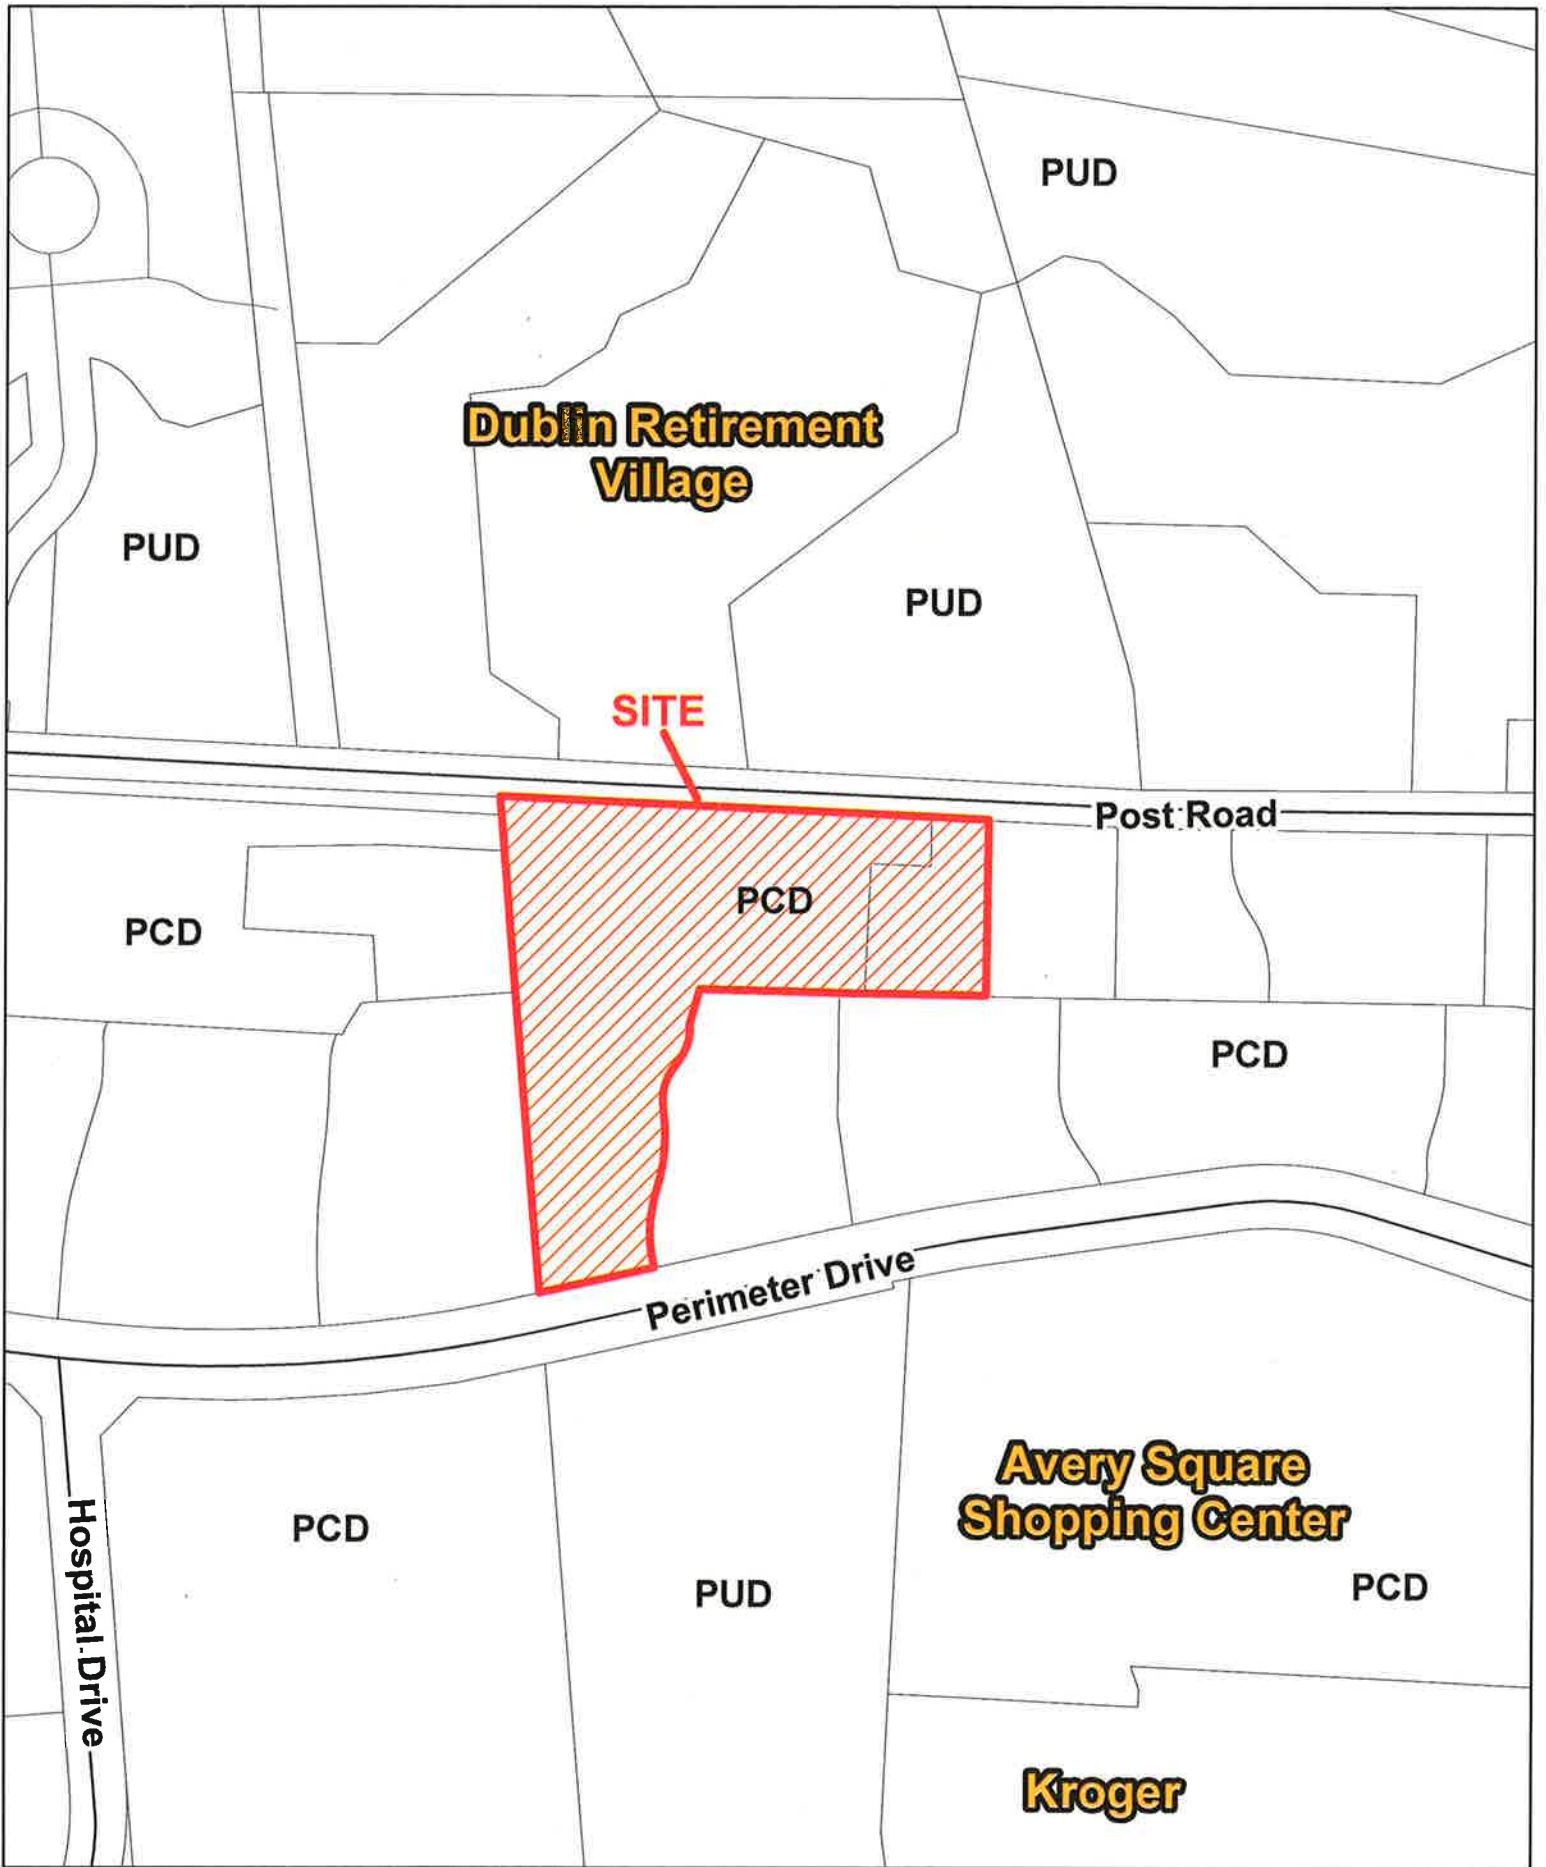 PUD
Dublin Retirement
Village
PUD
PUD
SITE
Post Road
PCD
PCD
PCD
Perimeter Drive
Avery Square
Shopping Center
Hospital Drive
PCD
PCD
PUD
Kroger